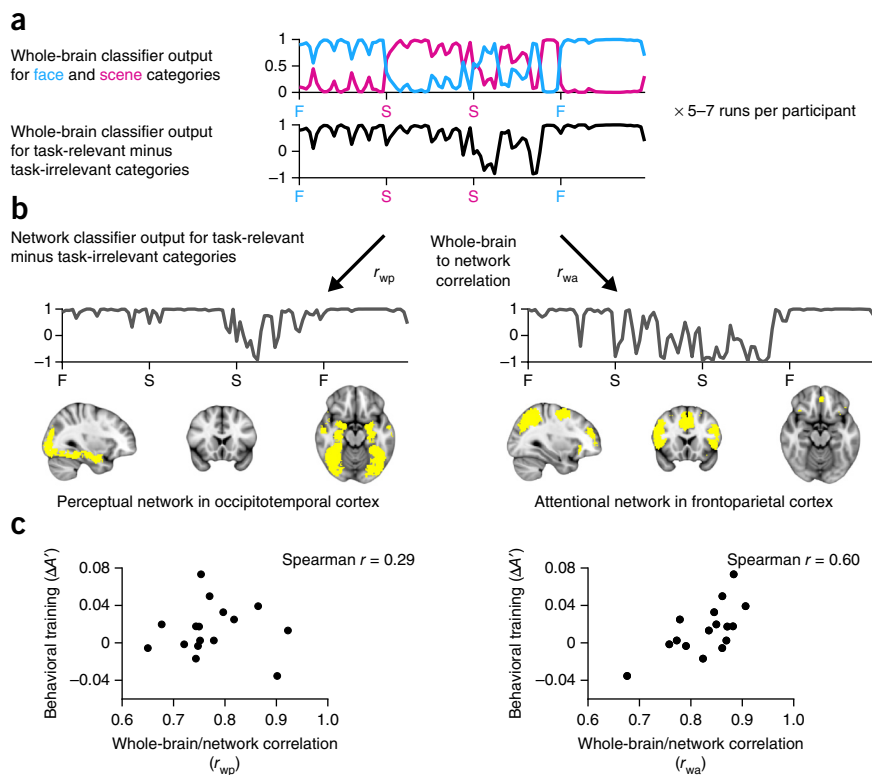 a
Whole-brain classifier output
for face and scene categories
1
0.5
0
F S S F
× 5–7 runs per participant
Whole-brain classifier output
for task-relevant minus
task-irrelevant categories
1
0
–1
F S S F
b
Network classifier output for task-relevant
minus task-irrelevant categories
Whole-brain
to network
correlation
rwp
rwa
1
0
–1
F S S F
1
0
–1
F S S F
Perceptual network in occipitotemporal cortex
Attentional network in frontoparietal cortex
c
Spearman r = 0.29
Behavioral training (ΔA′)
0.08
0.04
0
–0.04
0.6 0.7 0.8 0.9 1.0
Whole-brain/network correlation
(rwp)
Spearman r = 0.60
Behavioral training (ΔA′)
0.08
0.04
0
–0.04
0.6 0.7 0.8 0.9 1.0
Whole-brain/network correlation
(rwa)